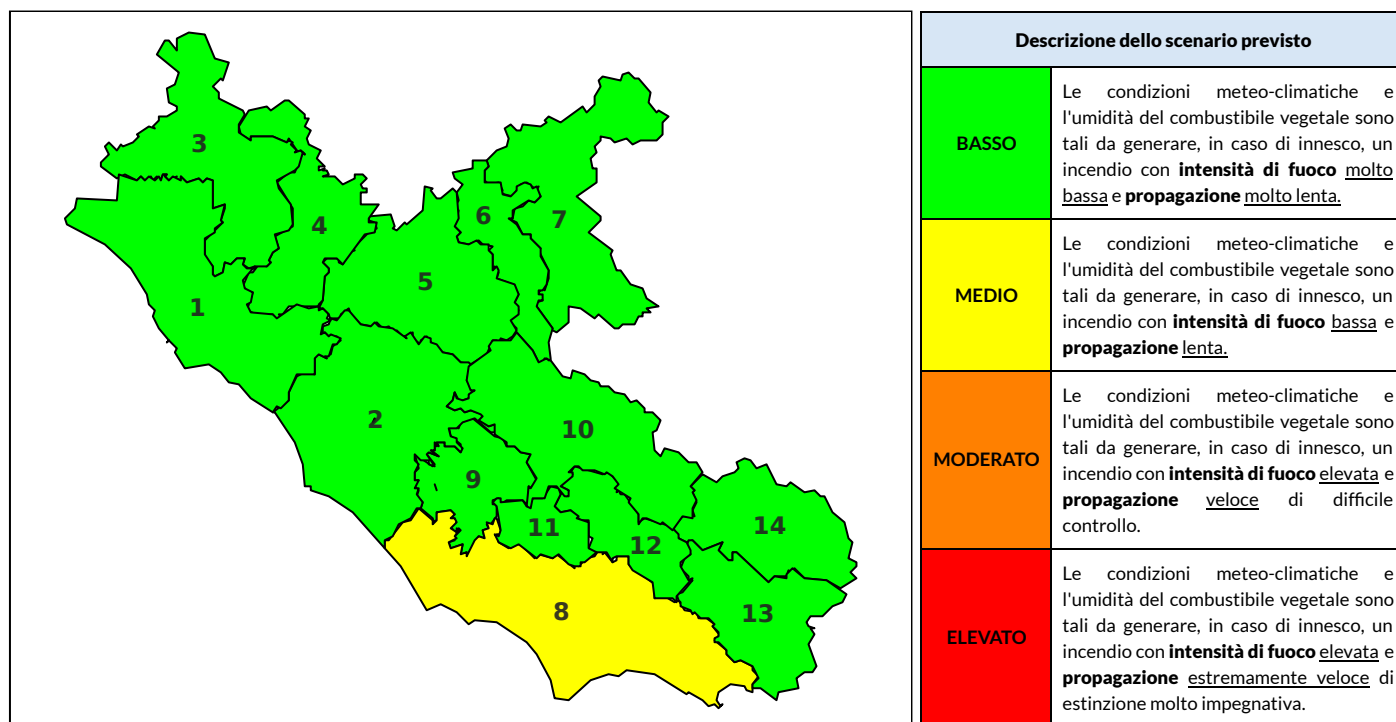 3
4
6
7
5
1
2
10
9
11
12
14
8
13
Descrizione dello scenario previsto
BASSO
Le condizioni meteo-climatiche e
l'umidità del combustibile vegetale sono
tali da generare, in caso di innesco, un
incendio con intensità di fuoco molto
bassa e propagazione molto lenta.
MEDIO
Le condizioni meteo-climatiche e
l'umidità del combustibile vegetale sono
tali da generare, in caso di innesco, un
incendio con intensità di fuoco bassa e
propagazione lenta.
MODERATO
Le condizioni meteo-climatiche e
l'umidità del combustibile vegetale sono
tali da generare, in caso di innesco, un
incendio con intensità di fuoco elevata e
propagazione veloce di difficile
controllo.
ELEVATO
Le condizioni meteo-climatiche e
l'umidità del combustibile vegetale sono
tali da generare, in caso di innesco, un
incendio con intensità di fuoco elevata e
propagazione estremamente veloce di
estinzione molto impegnativa.